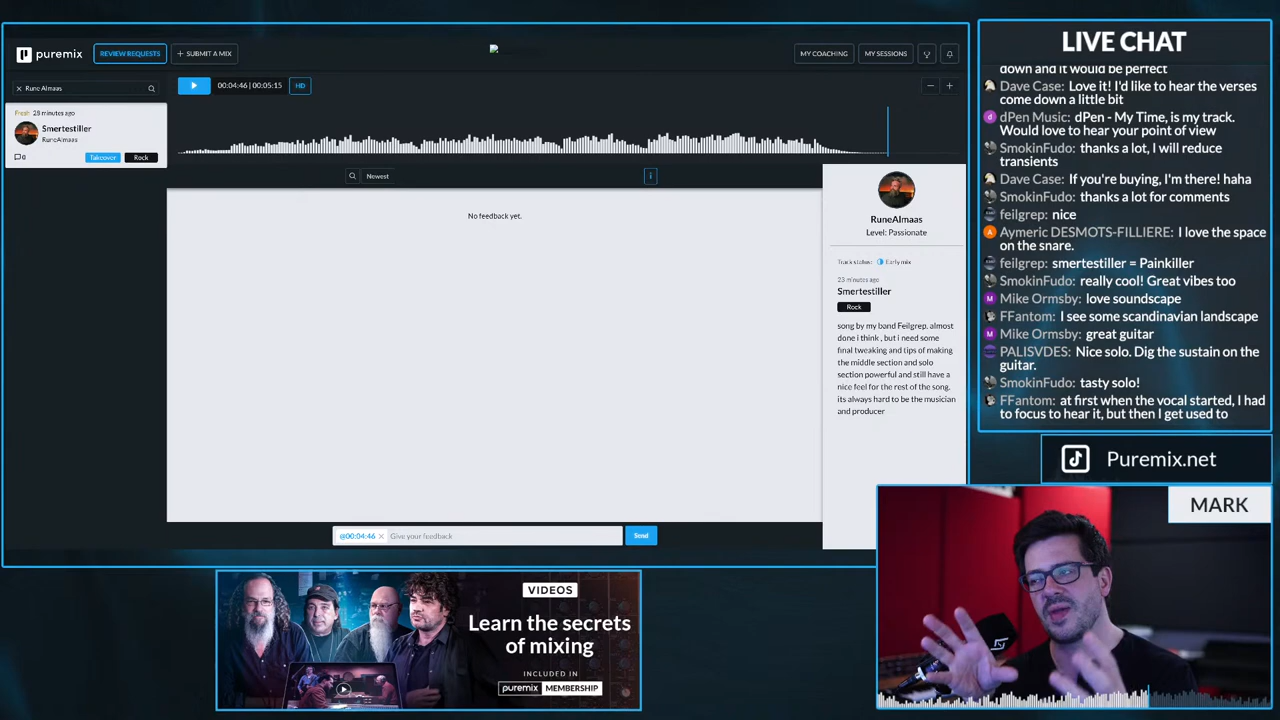 puremix
REVIEW REQUESTS
+ SUBMIT A MIX
MY COACHING
MY SESSIONS
× Rune Almaas
00:04:46 | 00:05:15
HD
Fresh 28 minutes ago
Smertestiller
RuneAlmaas
0
Takeover
Rock
Newest
i
No feedback yet.
RuneAlmaas
Level: Passionate
Track status: Early mix
23 minutes ago
Smertestiller
Rock
song by my band Feilgrep, almost
done i think , but i need some
final tweaking and tips of making
the middle section and solo
section powerful and still have a
nice feel for the rest of the song.
its always hard to be the musician
and producer
@00:04:46 ×
Give your feedback
Send
LIVE CHAT
down and it would be perfect
Dave Case: Love it! I'd like to hear the verses
come down a little bit
d dPen Music: dPen - My Time, is my track.
Would love to hear your point of view
SmokinFudo: thanks a lot, I will reduce
transients
Dave Case: If you're buying, I'm there! haha
SmokinFudo: thanks a lot for comments
feilgrep: nice
A Aymeric DESMOTS-FILLIERE: I love the space
on the snare.
feilgrep: smertestiller = Painkiller
SmokinFudo: really cool! Great vibes too
M Mike Ormsby: love soundscape
FFantom: I see some scandinavian landscape
M Mike Ormsby: great guitar
PALISVDES: Nice solo. Dig the sustain on the
guitar.
SmokinFudo: tasty solo!
FFantom: at first when the vocal started, I had
to focus to hear it, but then I get used to
Puremix.net
MARK
VIDEOS
Learn the secrets
of mixing
INCLUDED IN
puremix MEMBERSHIP